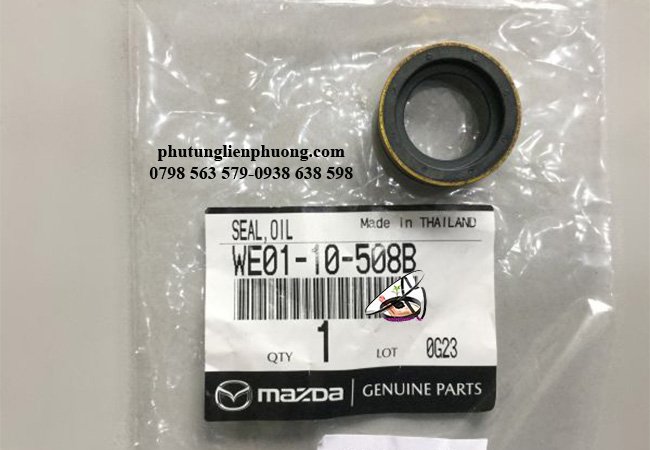 phutunglienphuong.com
0798 563 579-0938 638 598
SEAL,OIL Made in THAILAND
WE01-10-508B
QTY 1 LOT 0G23
mazda GENUINE PARTS